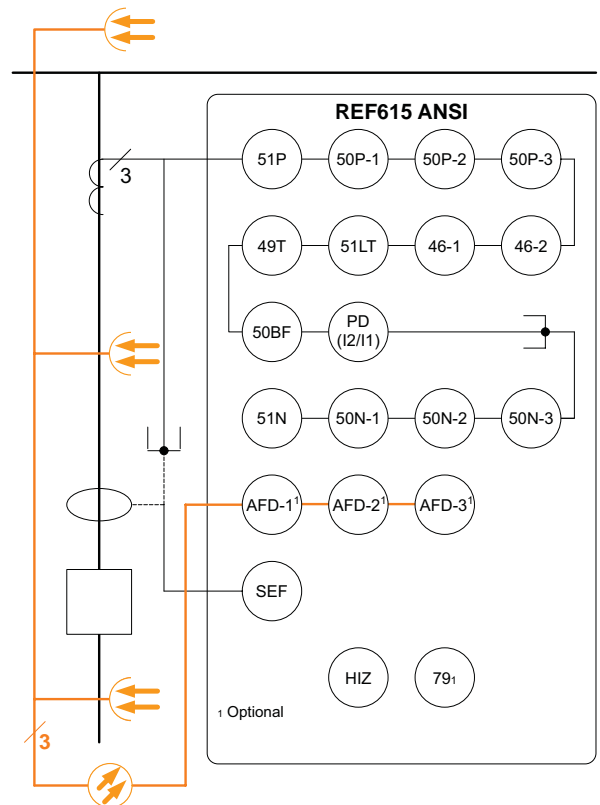 REF615 ANSI
3
51P 50P-1 50P-2 50P-3
49T 51LT 46-1 46-2
50BF PD
(I2/I1)
51N 50N-1 50N-2 50N-3
AFD-1¹ AFD-2¹ AFD-3¹
SEF
HIZ 79₁
₁ Optional
3